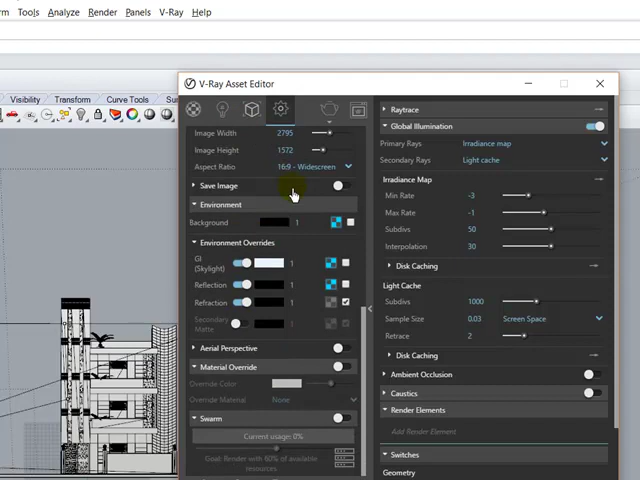 rm Tools Analyze Render Panels V-Ray Help
V-Ray Asset Editor
Visibility Transform Curve Tools Su
Image Width 2795
Image Height 1572
Aspect Ratio 16:9 - Widescreen
Save Image
Environment
Background 1
Environment Overrides
GI (Skylight) 1
Reflection 1
Refraction 1
Secondary Matte 1
Aerial Perspective
Material Override
Override Color
Override Material None
Swarm
Current usage: 0%
Goal: Render with 60% of available
resources
Raytrace
Global Illumination
Primary Rays Irradiance map
Secondary Rays Light cache
Irradiance Map
Min Rate -3
Max Rate -1
Subdivs 50
Interpolation 30
Disk Caching
Light Cache
Subdivs 1000
Sample Size 0.03 Screen Space
Retrace 2
Disk Caching
Ambient Occlusion
Caustics
Render Elements
Add Render Element
Switches
Geometry